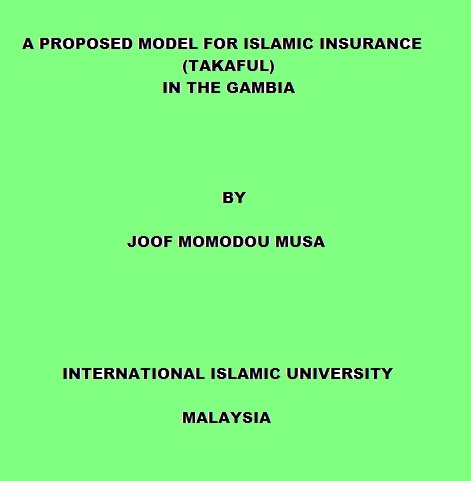 A PROPOSED MODEL FOR ISLAMIC INSURANCE
(TAKAFUL)
IN THE GAMBIA
BY
JOOF MOMODOU MUSA
INTERNATIONAL ISLAMIC UNIVERSITY
MALAYSIA